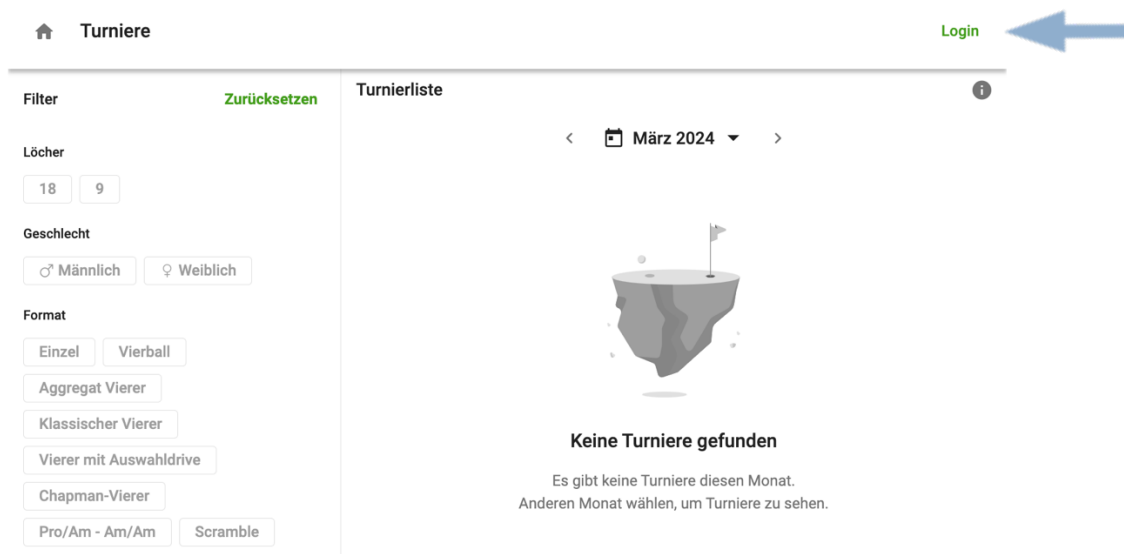 Turniere
Login
Filter
Zurücksetzen
Löcher
18 9
Geschlecht
♂ Männlich ♀ Weiblich
Format
Einzel Vierball
Aggregat Vierer
Klassischer Vierer
Vierer mit Auswahldrive
Chapman-Vierer
Pro/Am - Am/Am Scramble
Turnierliste
März 2024
Keine Turniere gefunden
Es gibt keine Turniere diesen Monat.
Anderen Monat wählen, um Turniere zu sehen.